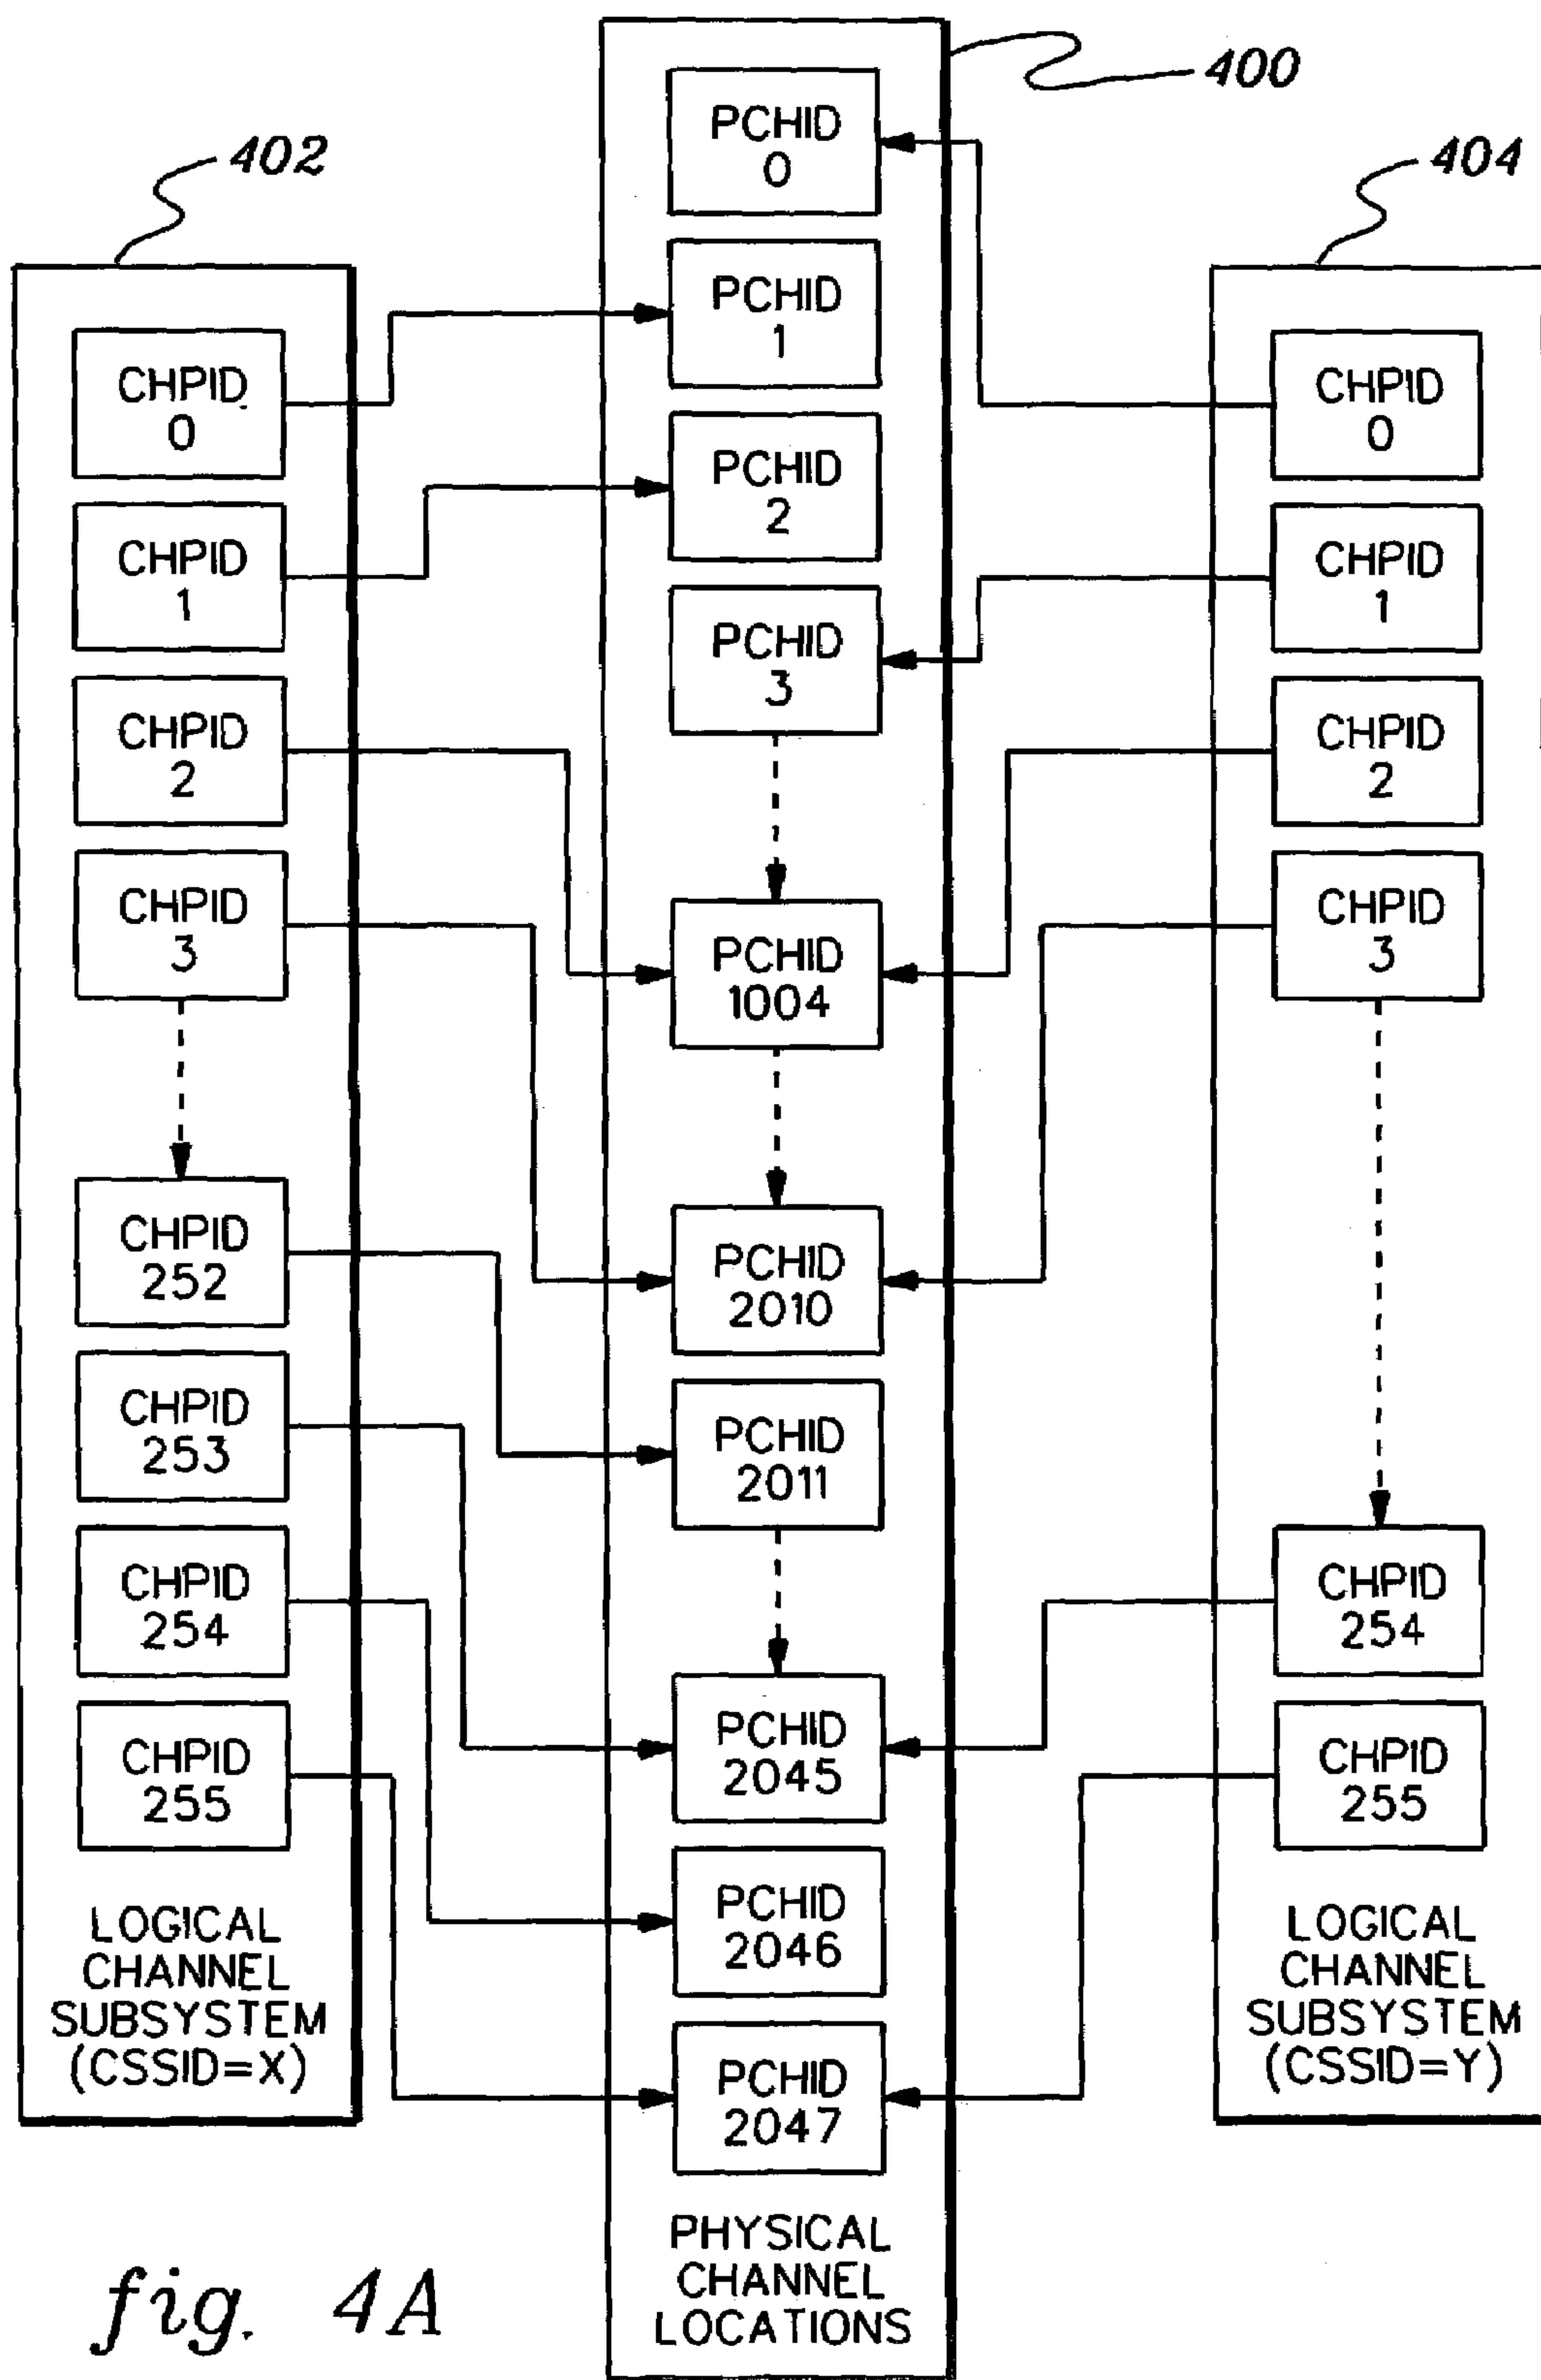 400
402
404
PCHID
0
PCHID
1
PCHID
2
PCHID
3
PCHID
1004
PCHID
2010
PCHID
2011
PCHID
2045
PCHID
2046
PCHID
2047
PHYSICAL
CHANNEL
LOCATIONS
CHPID
0
CHPID
1
CHPID
2
CHPID
3
CHPID
252
CHPID
253
CHPID
254
CHPID
255
LOGICAL
CHANNEL
SUBSYSTEM
(CSSID=X)
CHPID
0
CHPID
1
CHPID
2
CHPID
3
CHPID
254
CHPID
255
LOGICAL
CHANNEL
SUBSYSTEM
(CSSID=Y)
fig. 4A